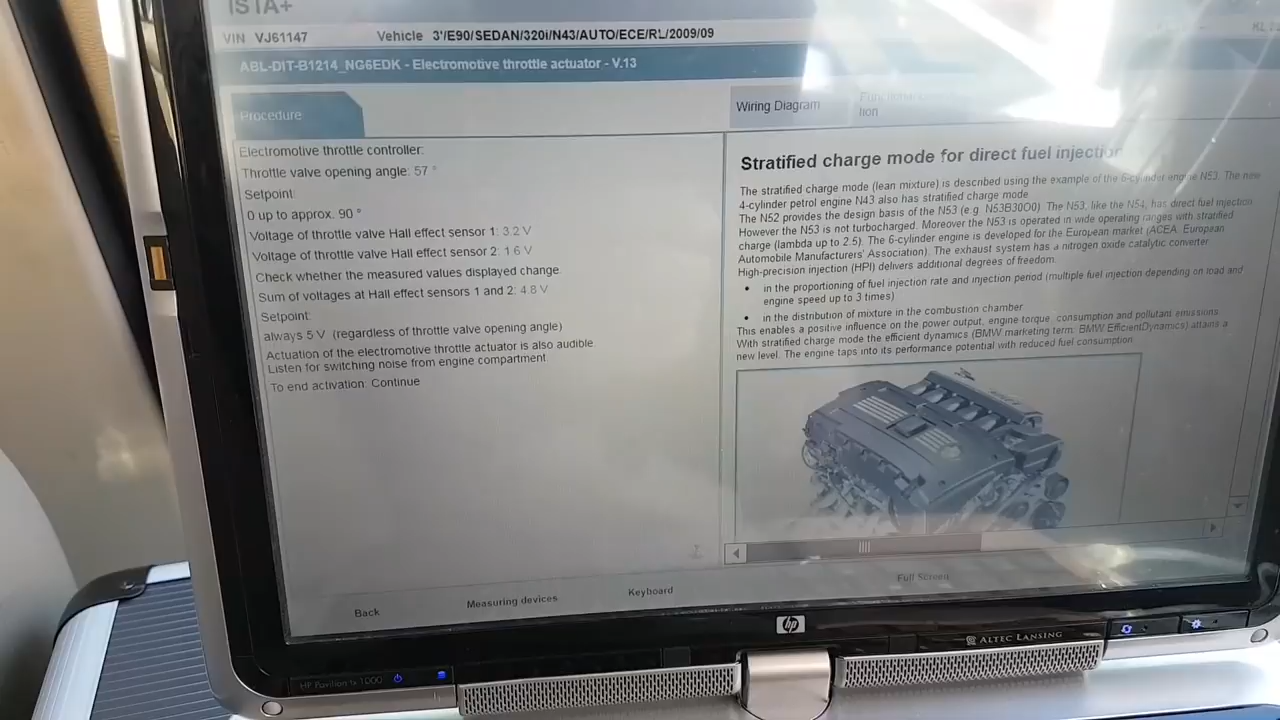 ISTA+
VIN VJ61147 Vehicle 3'/E90/SEDAN/320i/N43/AUTO/ECE/RL/2009/09
ABL-DIT-B1214_NG6EDK - Electromotive throttle actuator - V.13
Procedure
Wiring Diagram
tion
Electromotive throttle controller:
Throttle valve opening angle: 57 °
Setpoint:
0 up to approx. 90 °
Voltage of throttle valve Hall effect sensor 1: 3.2 V
Voltage of throttle valve Hall effect sensor 2: 1.6 V
Check whether the measured values displayed change.
Sum of voltages at Hall effect sensors 1 and 2: 4.8 V
Setpoint:
always 5 V (regardless of throttle valve opening angle)
Actuation of the electromotive throttle actuator is also audible.
Listen for switching noise from engine compartment.
To end activation: Continue
Stratified charge mode for direct fuel injection
The stratified charge mode (lean mixture) is described using the example of the 6-cylinder engine N53. The new
4-cylinder petrol engine N43 also has stratified charge mode.
The N52 provides the design basis of the N53 (e.g. N53B30O0). The N53, like the N54, has direct fuel injection.
However the N53 is not turbocharged. Moreover the N53 is operated in wide operating ranges with stratified
charge (lambda up to 2.5). The 6-cylinder engine is developed for the European market (ACEA: European
Automobile Manufacturers' Association). The exhaust system has a nitrogen oxide catalytic converter.
High-precision injection (HPI) delivers additional degrees of freedom:
• in the proportioning of fuel injection rate and injection period (multiple fuel injection depending on load and
engine speed up to 3 times)
• in the distribution of mixture in the combustion chamber
This enables a positive influence on the power output, engine torque, consumption and pollutant emissions.
With stratified charge mode the efficient dynamics (BMW marketing term: BMW EfficientDynamics) attains a
new level. The engine taps into its performance potential with reduced fuel consumption.
Back Measuring devices Keyboard Full Screen
hp
ALTEC LANSING
HP Pavilion tx1000